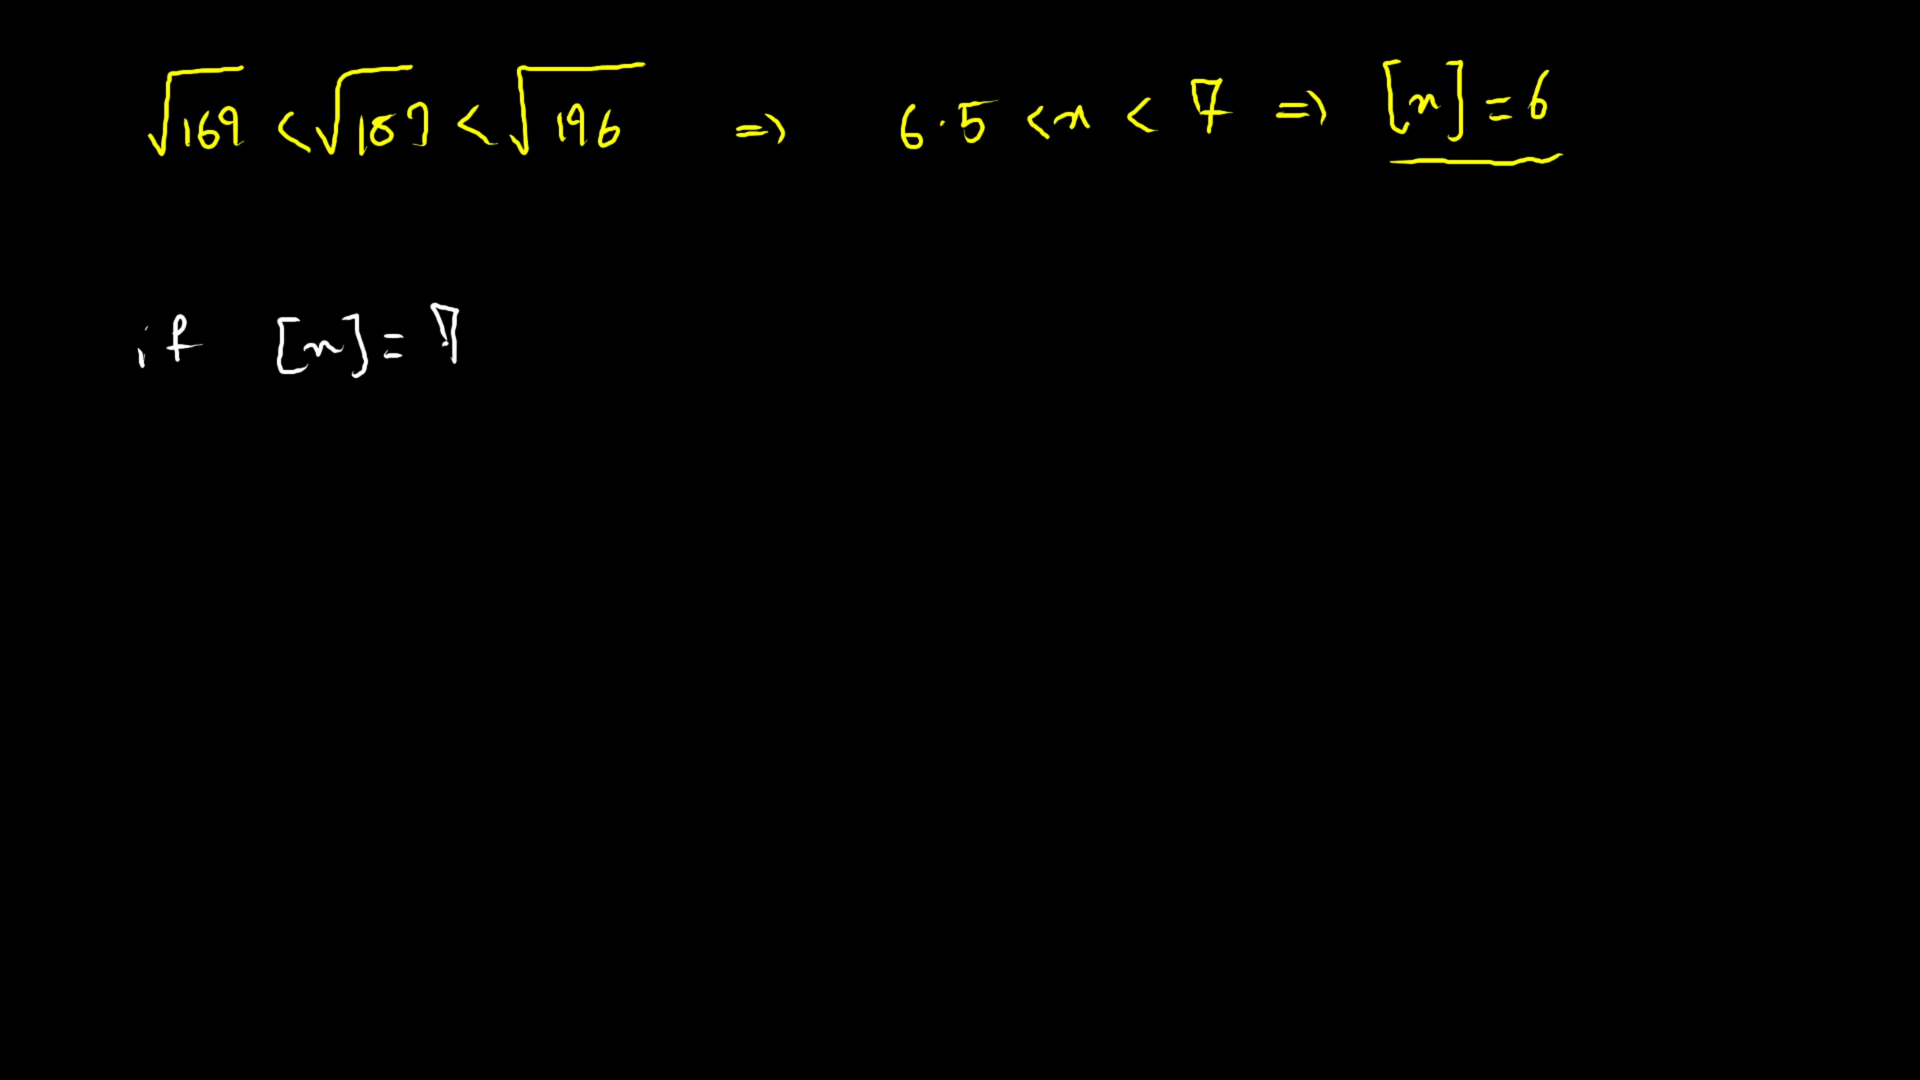 √169 < √187 < √196 => 6.5 < x < 7 => [x] = 6
if [x] = 7